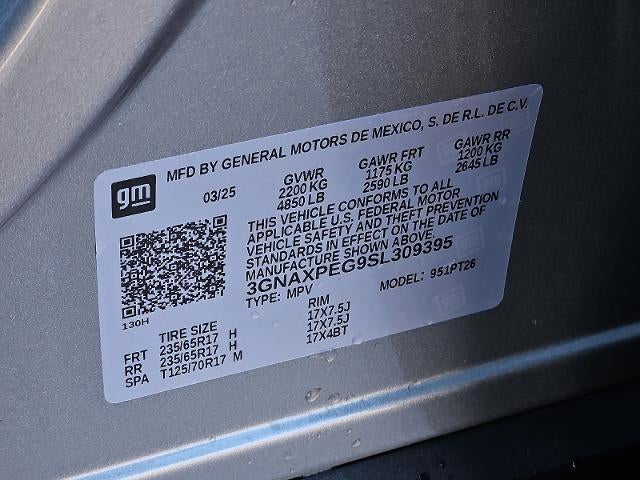 gm
MFD BY GENERAL MOTORS DE MEXICO, S. DE R.L. DE C.V.
03/25 GVWR GAWR FRT GAWR RR
2200 KG 1175 KG 1200 KG
4850 LB 2590 LB 2645 LB
THIS VEHICLE CONFORMS TO ALL
APPLICABLE U.S. FEDERAL MOTOR
VEHICLE SAFETY AND THEFT PREVENTION
STANDARDS IN EFFECT ON THE DATE OF
MANUFACTURE SHOWN ABOVE.
3GNAXPEG9SL309395
TYPE: MPV MODEL: 951PT26
130H
TIRE SIZE RIM
FRT 235/65R17 H 17X7.5J
RR 235/65R17 H 17X7.5J
SPA T125/70R17 M 17X4BT